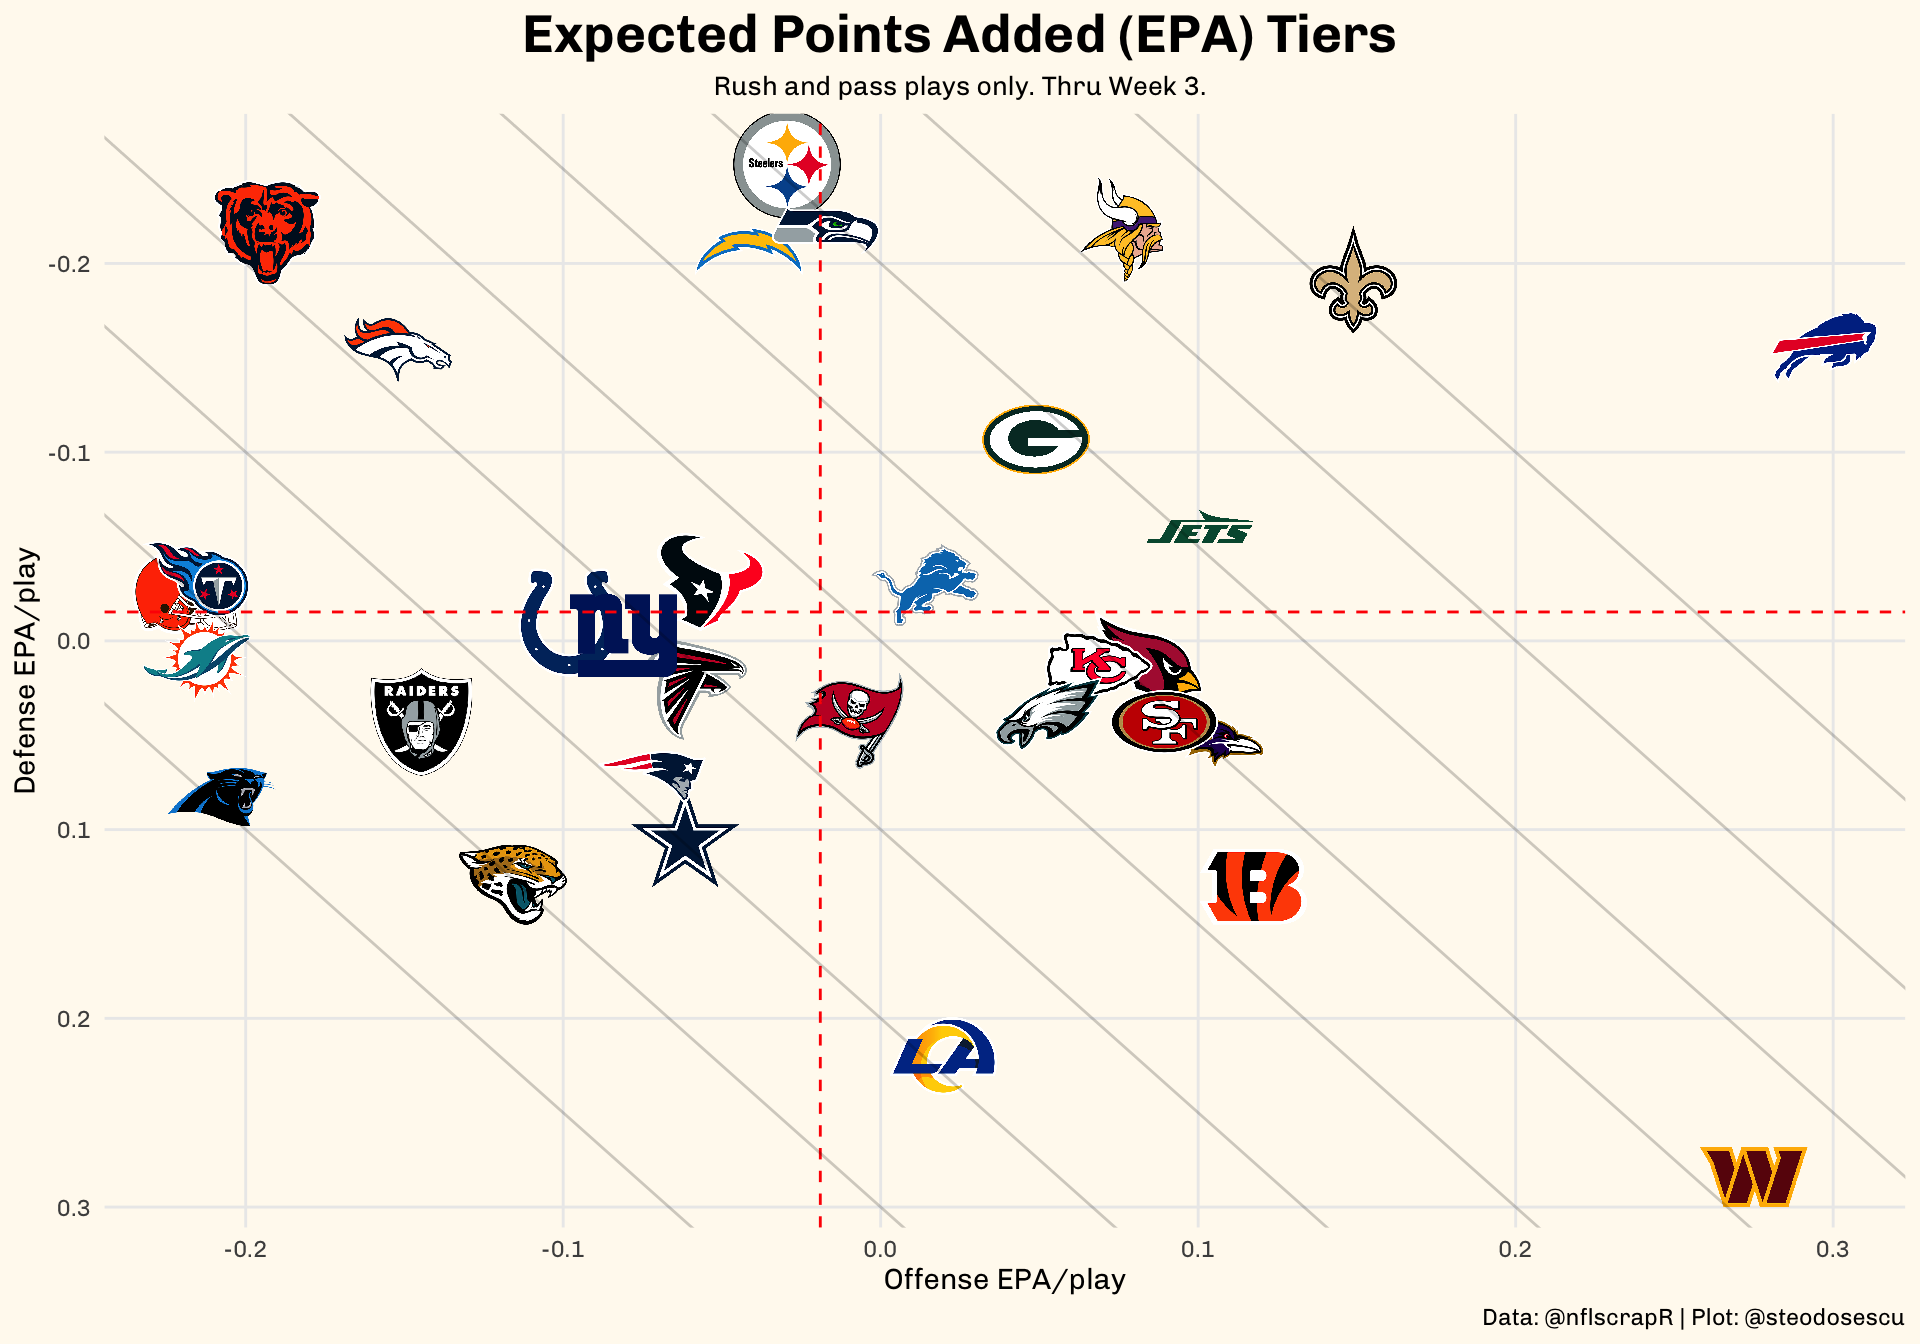 Expected Points Added (EPA) Tiers
Rush and pass plays only. Thru Week 3.
Defense EPA/play
-0.2
-0.1
0.0
0.1
0.2
0.3
Steelers
JETS
T
G
ny
KC
RAIDERS
SF
B
LA
W
-0.2
-0.1
0.0
0.1
0.2
0.3
Offense EPA/play
Data: @nflscrapR | Plot: @steodosescu